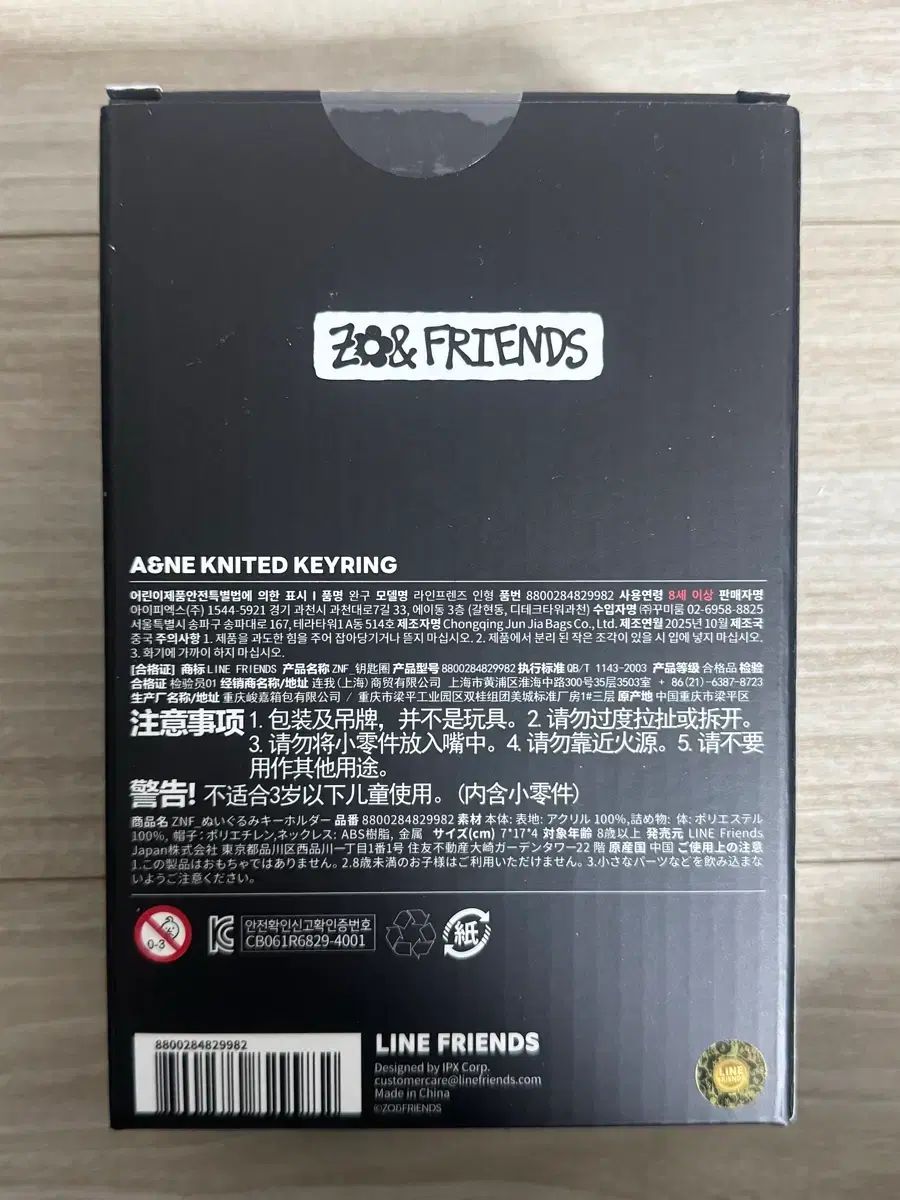 ZO& FRIENDS
A&NE KNITED KEYRING
어린이제품안전특별법에 의한 표시 I 품명 완구 모델명 라인프렌즈 인형 품번 8800284829982 사용연령 8세 이상 판매자명
아이피엑스(주) 1544-5921 경기 과천시 과천대로7길 33, 에이동 3층 (갈현동, 디테크타워과천) 수입자명 ㈜꾸미룸 02-6958-8825
서울특별시 송파구 송파대로 167, 테라타워1 A동 514호 제조자명 Chongqing Jun Jia Bags Co., Ltd. 제조연월 2025년 10월 제조국
중국 주의사항 1. 제품을 과도한 힘을 주어 잡아당기거나 뜯지 마십시오. 2. 제품에서 분리 된 작은 조각이 있을 시 입에 넣지 마십시오.
3. 화기에 가까이 하지 마십시오.
[合格证] 商标 LINE FRIENDS 产品名称 ZNF_钥匙圈 产品型号 8800284829982 执行标准 QB/T 1143-2003 产品等级 合格品 检验
合格证 检验员01 经销商名称/地址 连我(上海)商贸有限公司 上海市黄浦区淮海中路300号35层3503室 + 86(21)-6387-8723
生产厂名称/地址 重庆峻嘉箱包有限公司 / 重庆市梁平工业园区双桂组团美城标准厂房1#三层 原产地 中国重庆市梁平区
注意事项 1. 包装及吊牌，并不是玩具。2. 请勿过度拉扯或拆开。
3. 请勿将小零件放入嘴中。4. 请勿靠近火源。5. 请不要
用作其他用途。
警告! 不适合3岁以下儿童使用。(内含小零件)
商品名 ZNF_ぬいぐるみキーホルダー 品番 8800284829982 素材 本体: 表地: アクリル 100%,詰め物: 体: ポリエステル
100%, 帽子: ポリエチレン,ネックレス: ABS樹脂, 金属 サイズ(cm) 7*17*4 対象年齢 8歳以上 発売元 LINE Friends
Japan株式会社 東京都品川区西品川一丁目1番1号 住友不動産大崎ガーデンタワー22階 原産国 中国 ご使用上の注意
1.この製品はおもちゃではありません。2.8歳未満のお子様はご利用いただけません。3.小さなパーツなどを飲み込まな
いようご注意ください。
0-3
안전확인신고확인증번호
CB061R6829-4001
紙
8800284829982
LINE FRIENDS
Designed by IPX Corp.
customercare@linefriends.com
Made in China
©ZO&FRIENDS
LINE
FRIENDS